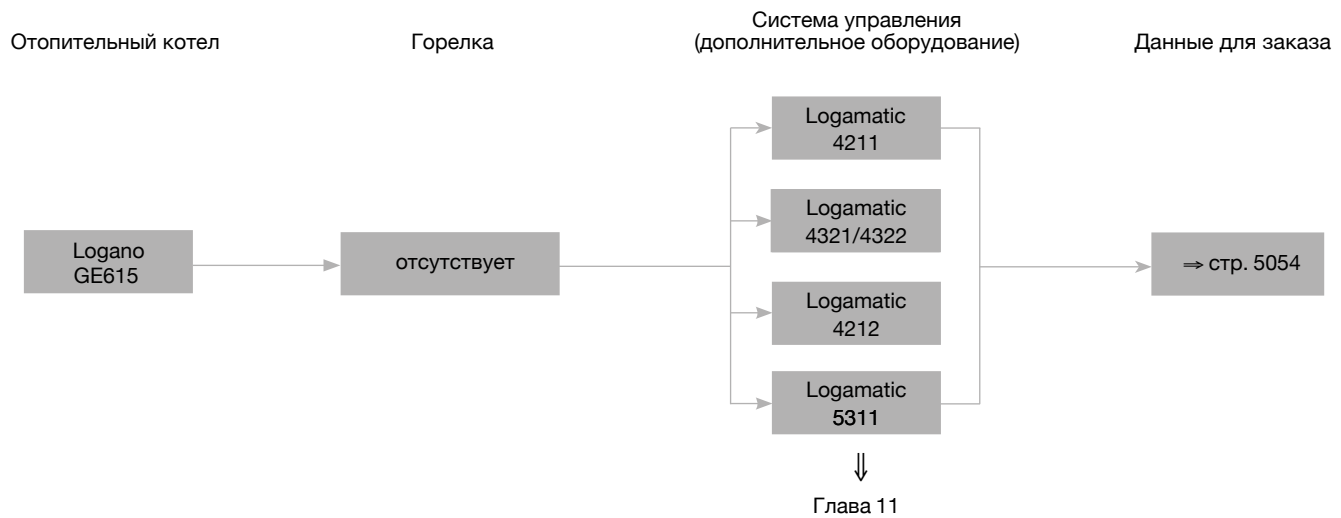 Отопительный котел
Горелка
Система управления
(дополнительное оборудование)
Данные для заказа
Logano
GE615
отсутствует
Logamatic
4211
Logamatic
4321/4322
Logamatic
4212
Logamatic
5311
⇒ стр. 5054
⇓
Глава 11